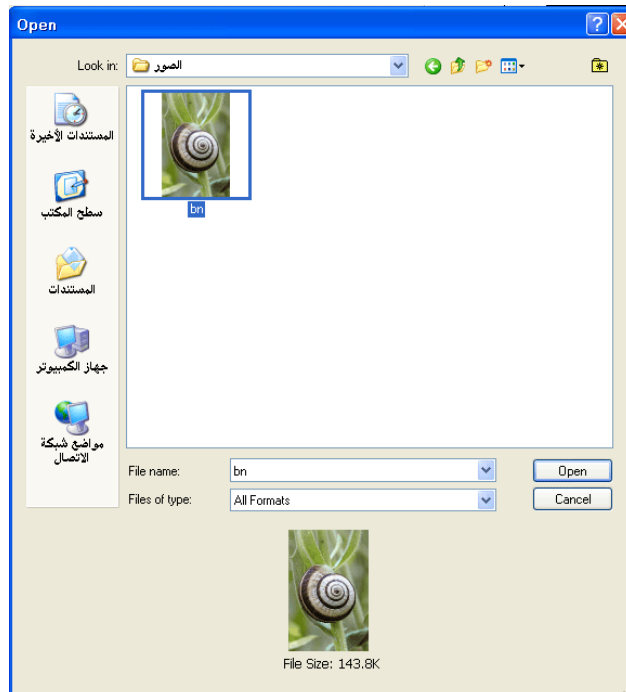 Open
Look in:
الصور
المستندات الأخيرة
سطح المكتب
المستندات
جهاز الكمبيوتر
مواضع شبكة
الاتصال
bn
File name:
bn
Open
Files of type:
All Formats
Cancel
File Size: 143.8K